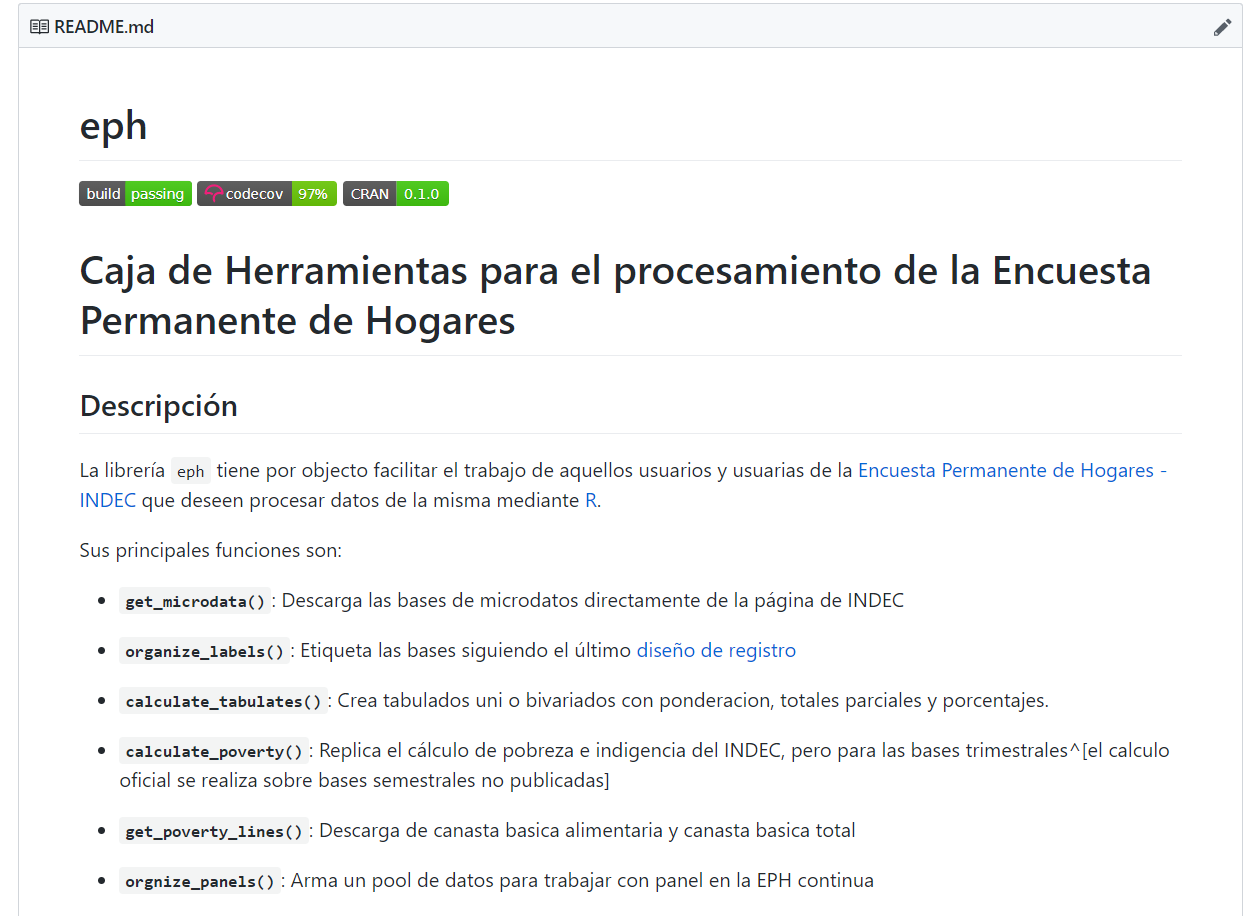 README.md
eph
build passing codecov 97% CRAN 0.1.0
Caja de Herramientas para el procesamiento de la Encuesta
Permanente de Hogares
Descripción
La librería eph tiene por objecto facilitar el trabajo de aquellos usuarios y usuarias de la Encuesta Permanente de Hogares -
INDEC que deseen procesar datos de la misma mediante R.
Sus principales funciones son:
• get_microdata() : Descarga las bases de microdatos directamente de la página de INDEC
• organize_labels() : Etiqueta las bases siguiendo el último diseño de registro
• calculate_tabulates() : Crea tabulados uni o bivariados con ponderacion, totales parciales y porcentajes.
• calculate_poverty() : Replica el cálculo de pobreza e indigencia del INDEC, pero para las bases trimestrales^[el calculo
oficial se realiza sobre bases semestrales no publicadas]
• get_poverty_lines() : Descarga de canasta basica alimentaria y canasta basica total
• orgnize_panels() : Arma un pool de datos para trabajar con panel en la EPH continua